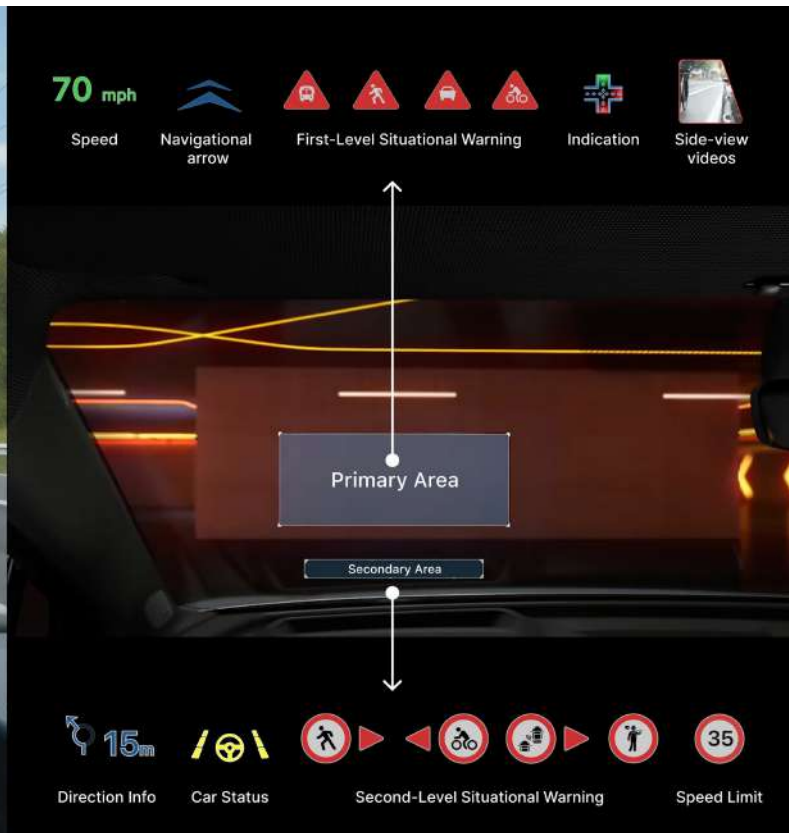 70 mph
Speed
Navigational
arrow
First-Level Situational Warning
Indication
Side-view
videos
Primary Area
Secondary Area
15m
35
Direction Info
Car Status
Second-Level Situational Warning
Speed Limit